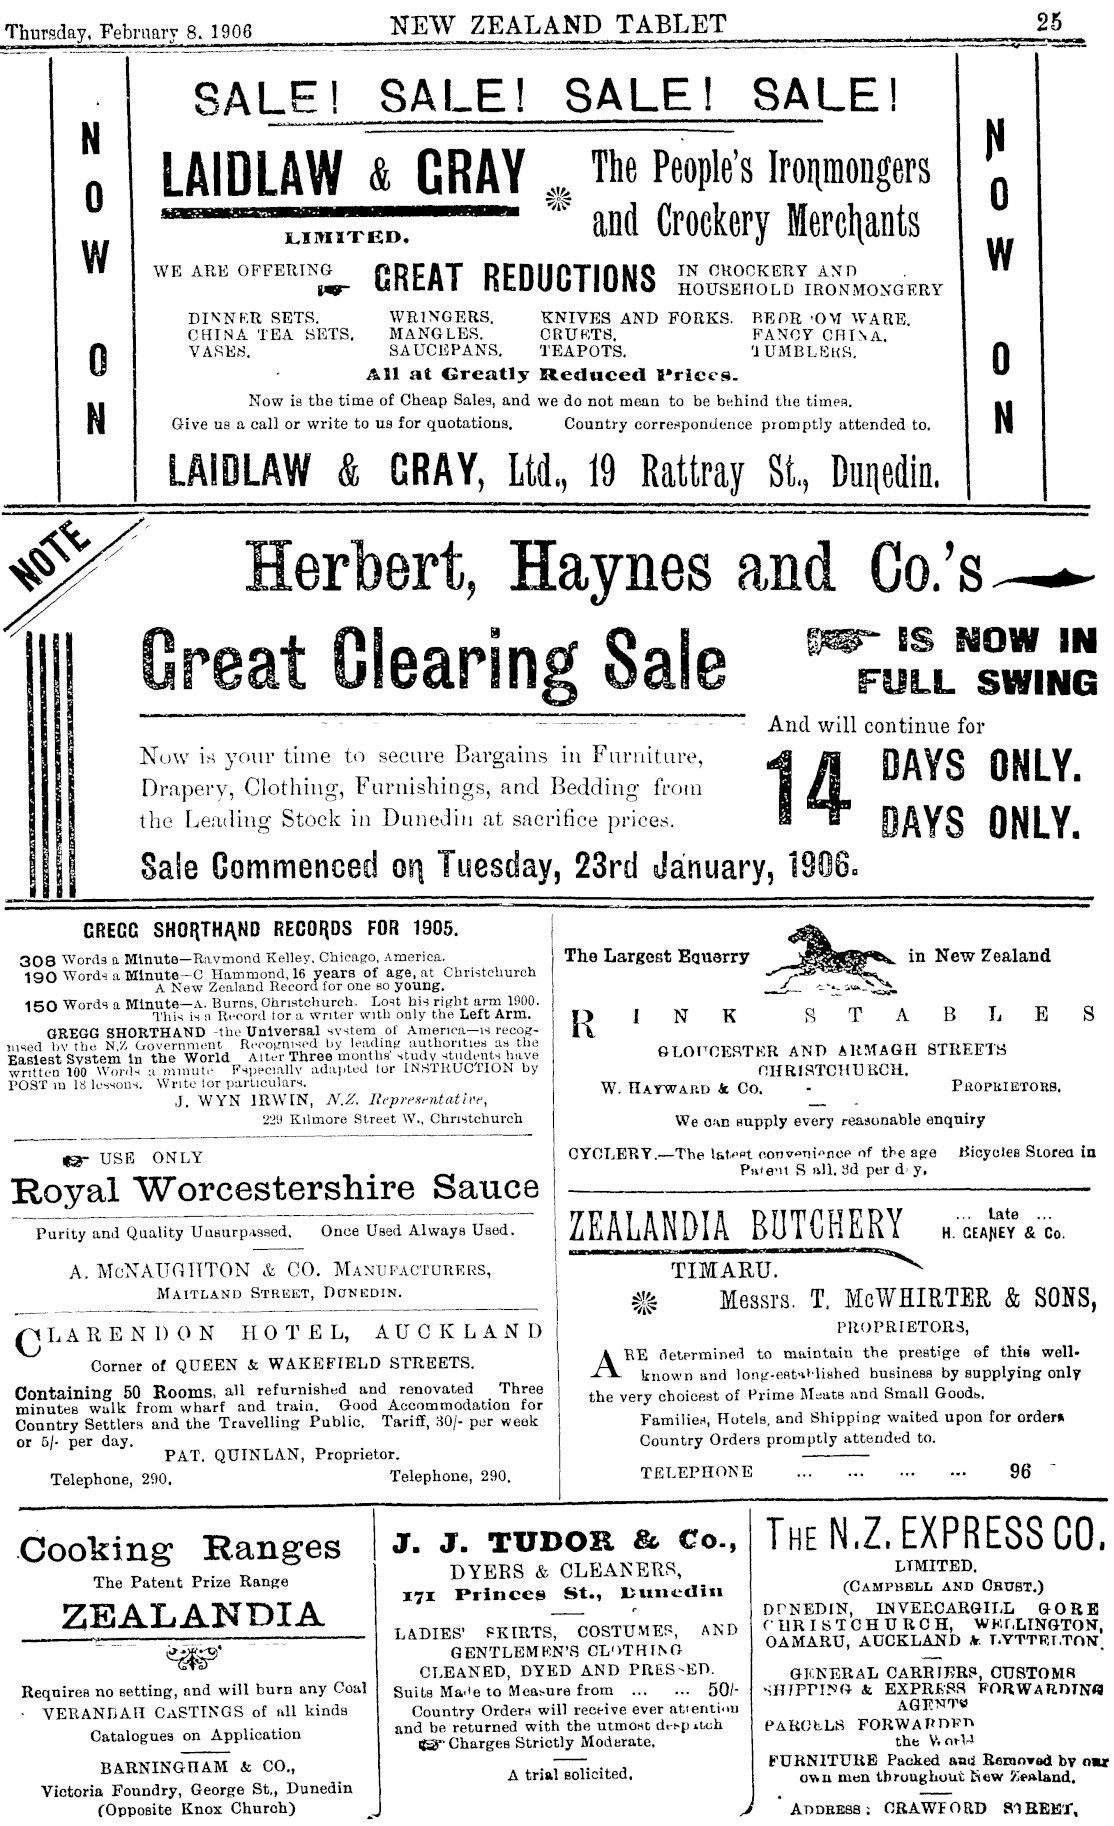 Thursday, February 8, 1906
NEW ZEALAND TABLET
25
NOW ON
SALE! SALE! SALE! SALE!
LAIDLAW & GRAY
LIMITED.
The People's Ironmongers
and Crockery Merchants
NOW ON
WE ARE OFFERING
GREAT REDUCTIONS
IN CROCKERY AND
HOUSEHOLD IRONMONGERY
DINNER SETS. WRINGERS. KNIVES AND FORKS. WARE.
CHINA TEA SETS. MANGLES. CRUETS. FANCY CHINA.
VASES. SAUCEPANS. TEAPOTS. TUMBLERS.
All at Greatly Reduced Prices.
Now is the time of Cheap Sales, and we do not mean to be behind the times.
Give us a call or write to us for quotations. Country correspondence promptly attended to.
LAIDLAW & GRAY, Ltd., 19 Rattray St., Dunedin.
NOTE
Herbert, Haynes and Co.'s
Great Clearing Sale
IS NOW IN
FULL SWING
Now is your time to secure Bargains in Furniture,
Drapery, Clothing, Furnishings, and Bedding from
the Leading Stock in Dunedin at sacrifice prices.
And will continue for
14 DAYS ONLY.
DAYS ONLY.
Sale Commenced on Tuesday, 23rd January, 1906.
GREGG SHORTHAND RECORDS FOR 1905.
308 Words a Minute—Raymond Kelley, Chicago, America.
190 Words a Minute—C Hammond, 16 years of age, at Christchurch
A New Zealand Record for one so young.
150 Words a Minute—A. Burns, Christchurch. Lost his right arm 1900.
This is a Record for a writer with only the Left Arm.
GREGG SHORTHAND -the Universal system of America—is recog-
nised by the N.Z Government Recognised by leading authorities as the
Easiest System in the World After Three months' study students have
written 100 Words a minute Especially adapted for INSTRUCTION by
POST in 18 lessons. Write for particulars.
J. WYN IRWIN, N.Z. Representative,
229 Kilmore Street W., Christchurch
USE ONLY
Royal Worcestershire Sauce
Purity and Quality Unsurpassed. Once Used Always Used.
A. McNAUGHTON & CO. MANUFACTURERS,
MAITLAND STREET, DUNEDIN.
CLARENDON HOTEL, AUCKLAND
Corner of QUEEN & WAKEFIELD STREETS.
Containing 50 Rooms, all refurnished and renovated Three
minutes walk from wharf and train. Good Accommodation for
Country Settlers and the Travelling Public. Tariff, 30/- per week
or 5/- per day.
PAT. QUINLAN, Proprietor.
Telephone, 290. Telephone, 290.
The Largest Equerry in New Zealand
RINK STABLES
GLOUCESTER AND ARMAGH STREETS
CHRISTCHURCH.
W. HAYWARD & Co. - PROPRIETORS.
We can supply every reasonable enquiry
CYCLERY.—The latest convenience of the age Bicycles Stored in
Patent Stall, 3d per day.
ZEALANDIA BUTCHERY
... Late ...
H. GEANEY & Co.
TIMARU.
Messrs. T. McWHIRTER & SONS,
PROPRIETORS,
ARE determined to maintain the prestige of this well-
known and long-established business by supplying only
the very choicest of Prime Meats and Small Goods.
Families, Hotels, and Shipping waited upon for orders
Country Orders promptly attended to.
TELEPHONE ... ... ... ... 96
Cooking Ranges
The Patent Prize Range
ZEALANDIA
Requires no setting, and will burn any Coal
VERANDAH CASTINGS of all kinds
Catalogues on Application
BARNINGHAM & CO.,
Victoria Foundry, George St., Dunedin
(Opposite Knox Church)
J. J. TUDOR & Co.,
DYERS & CLEANERS,
171 Princes St., Dunedin
LADIES' SKIRTS, COSTUMES, AND
GENTLEMEN'S CLOTHING
CLEANED, DYED AND PRESSED.
Suits Made to Measure from ... ... 50/-
Country Orders will receive ever attention
and be returned with the utmost despatch
Charges Strictly Moderate.
A trial solicited.
THE N.Z. EXPRESS CO.
LIMITED.
(CAMPBELL AND CRUST.)
DUNEDIN, INVERCARGILL GORE
CHRISTCHURCH, WELLINGTON,
OAMARU, AUCKLAND & LYTTELTON.
GENERAL CARRIERS, CUSTOMS
SHIPPING & EXPRESS FORWARDING
AGENTS
PARCELS FORWARDED
the World
FURNITURE Packed and Removed by our
own men throughout New Zealand.
ADDRESS: CRAWFORD STREET.